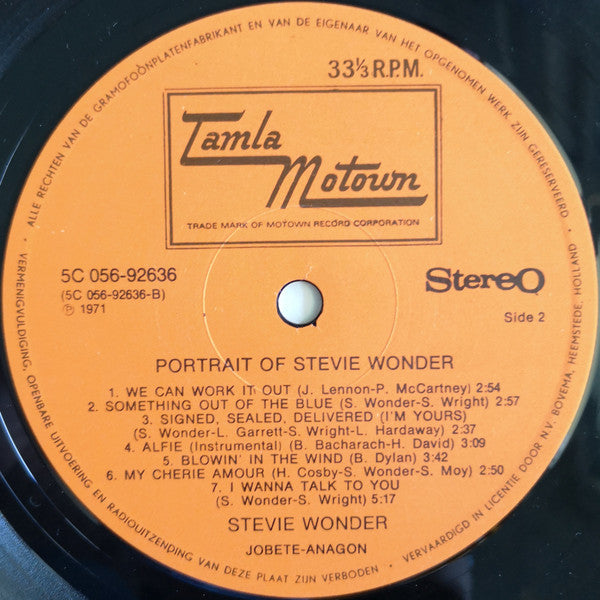 ALLE RECHTEN VAN DE GRAMOFOONPLATENFABRIKANT EN VAN DE EIGENAAR VAN HET OPGENOMEN WERK ZIJN GERESERVEERD
33⅓ R.P.M.
Tamla
Motown
TRADE MARK OF MOTOWN RECORD CORPORATION
5C 056-92636
(5C 056-92636-B)
℗ 1971
Stereo
Side 2
PORTRAIT OF STEVIE WONDER
1. WE CAN WORK IT OUT (J. Lennon-P. McCartney) 2:54
2. SOMETHING OUT OF THE BLUE (S. Wonder-S. Wright) 2:57
3. SIGNED, SEALED, DELIVERED (I'M YOURS)
(S. Wonder-L. Garrett-S. Wright-L. Hardaway) 2:37
4. ALFIE (Instrumental) (B. Bacharach-H. David) 3:09
5. BLOWIN' IN THE WIND (B. Dylan) 3:42
6. MY CHERIE AMOUR (H. Cosby-S. Wonder-S. Moy) 2:50
7. I WANNA TALK TO YOU
(S. Wonder-S. Wright) 5:17
STEVIE WONDER
JOBETE-ANAGON
VERMENIGVULDIGING, OPENBARE UITVOERING EN RADIOUITZENDING VAN DEZE PLAAT ZIJN VERBODEN • VERVAARDIGD IN LICENTIE DOOR N.V. BOVEMA, HEEMSTEDE, HOLLAND •